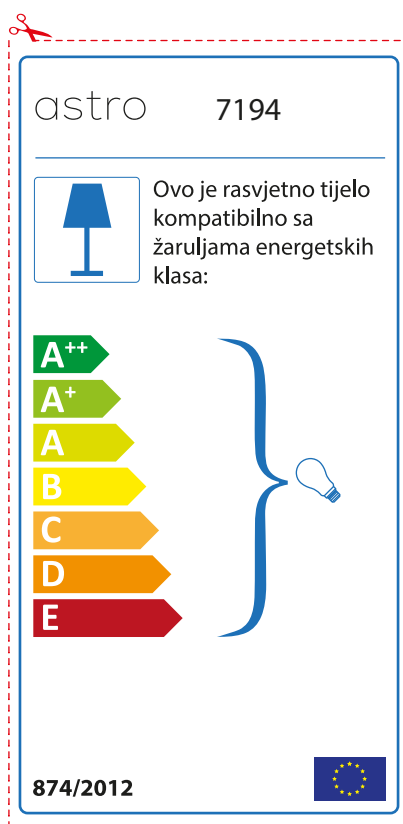 astro 7194
Ovo je rasvjetno tijelo
kompatibilno sa
žaruljama energetskih
klasa:
A++
A+
A
B
C
D
E
874/2012